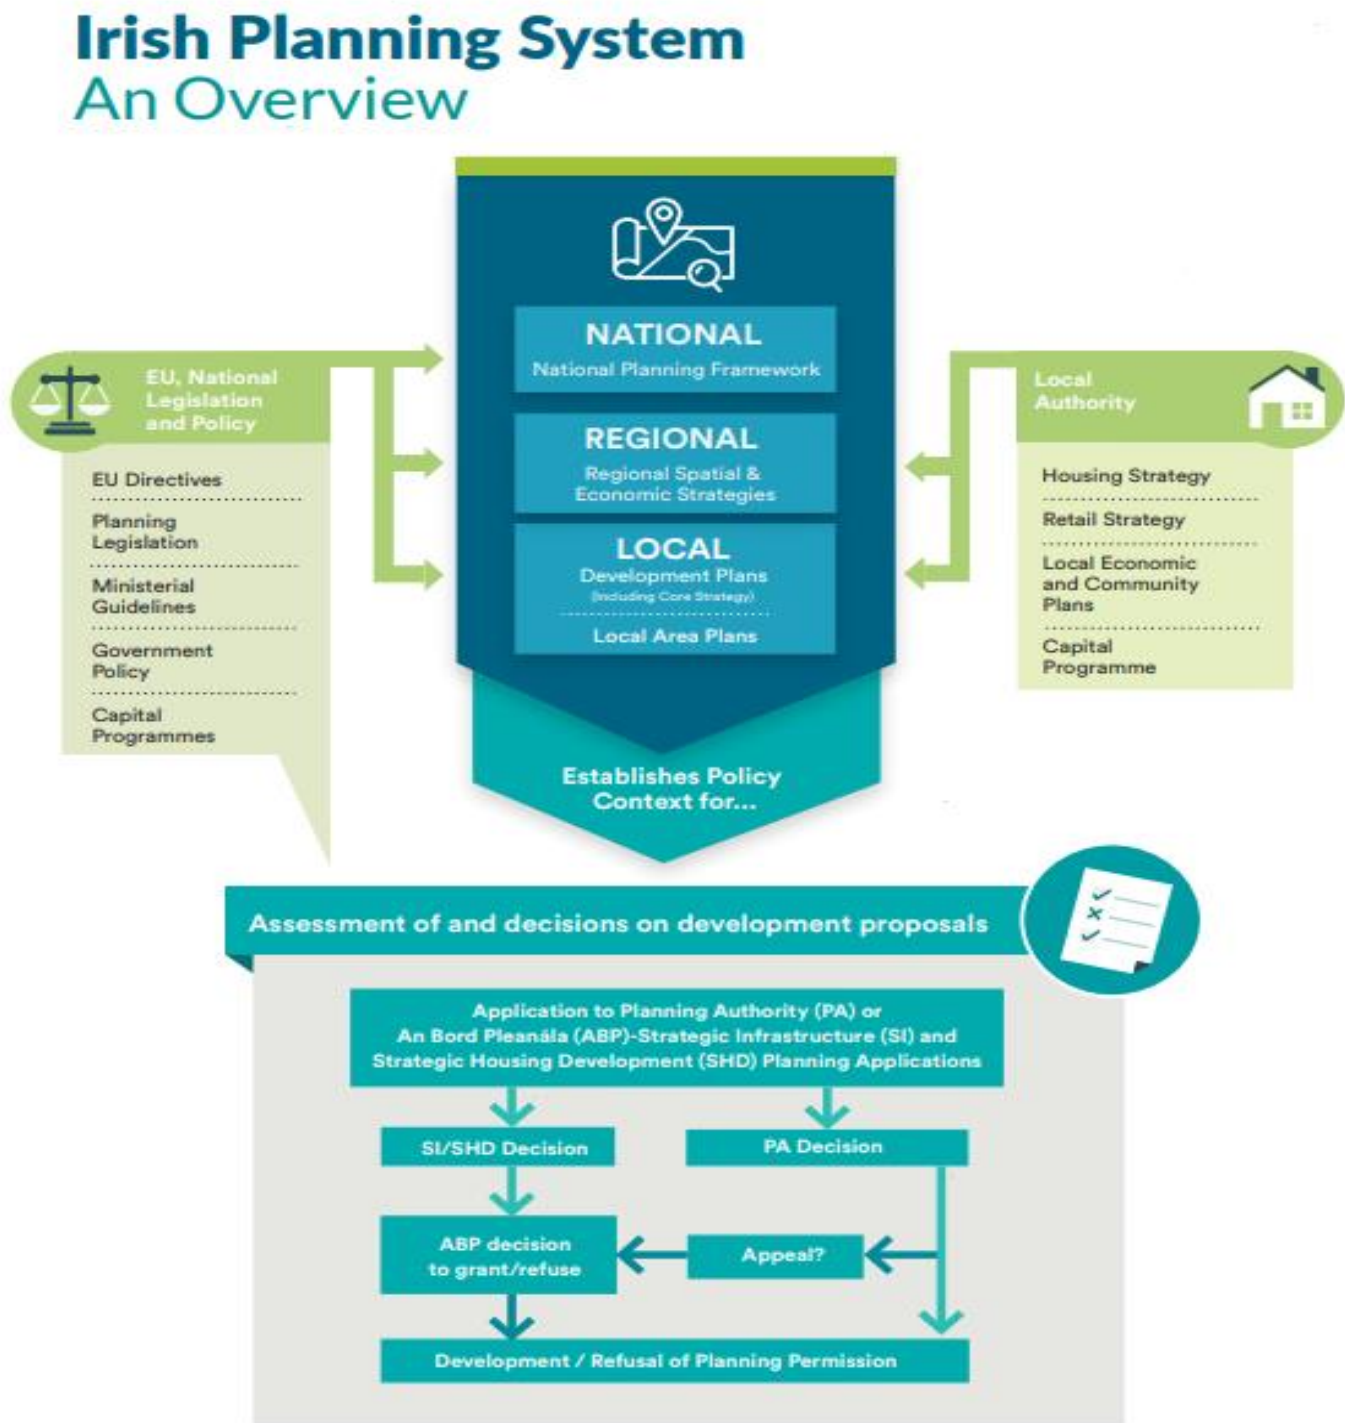 Irish Planning System
An Overview
NATIONAL
National Planning Framework
REGIONAL
Regional Spatial &
Economic Strategies
LOCAL
Development Plans
(Including Core Strategy)
Local Area Plans
EU, National
Legislation
and Policy
EU Directives
Planning
Legislation
Ministerial
Guidelines
Government
Policy
Capital
Programmes
Local
Authority
Housing Strategy
Retail Strategy
Local Economic
and Community
Plans
Capital
Programme
Establishes Policy
Context for...
Assessment of and decisions on development proposals
Application to Planning Authority (PA) or
An Bord Pleanála (ABP)-Strategic Infrastructure (SI) and
Strategic Housing Development (SHD) Planning Applications
SI/SHD Decision
PA Decision
ABP decision
to grant/refuse
Appeal?
Development / Refusal of Planning Permission